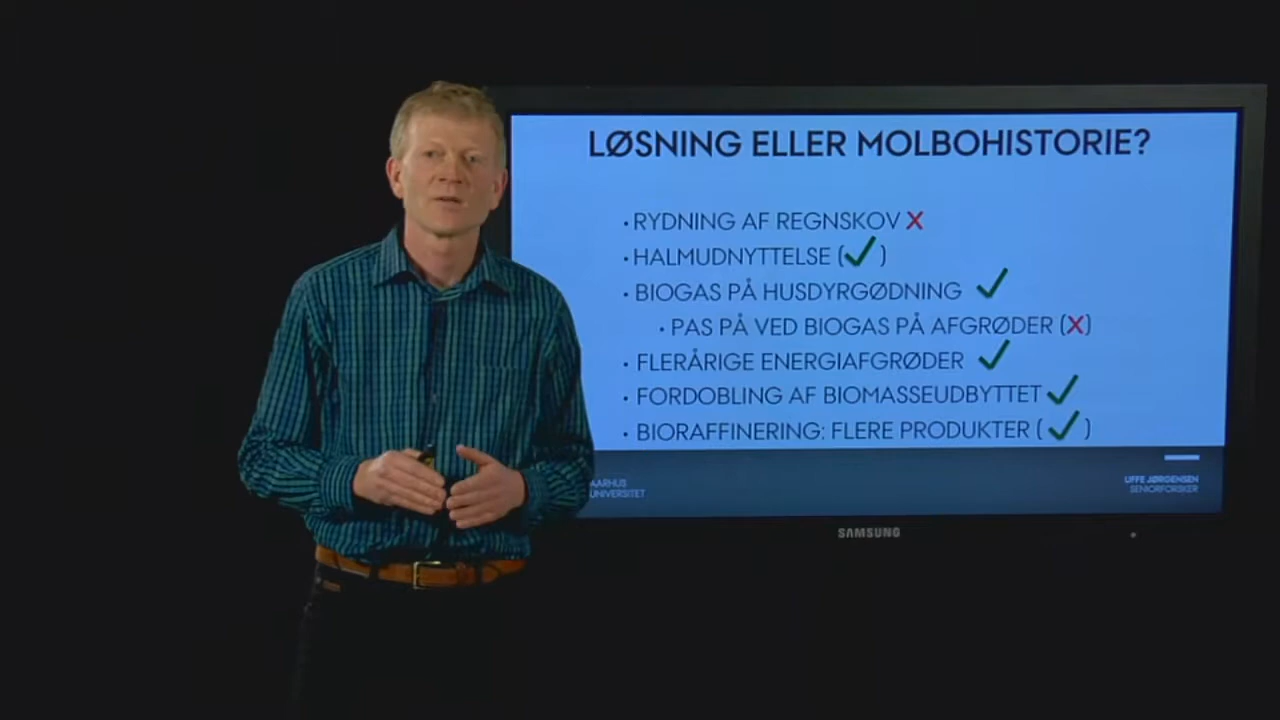 LØSNING ELLER MOLBOHISTORIE?
• RYDNING AF REGNSKOV X
• HALMUDNYTTELSE (✓)
• BIOGAS PÅ HUSDYRGØDNING ✓
• PAS PÅ VED BIOGAS PÅ AFGRØDER (X)
• FLERÅRIGE ENERGIAFGRØDER ✓
• FORDOBLING AF BIOMASSEUDBYTTET ✓
• BIORAFFINERING: FLERE PRODUKTER (✓)
AARHUS
UNIVERSITET
UFFE JØRGENSEN
SENIORFORSKER
SAMSUNG